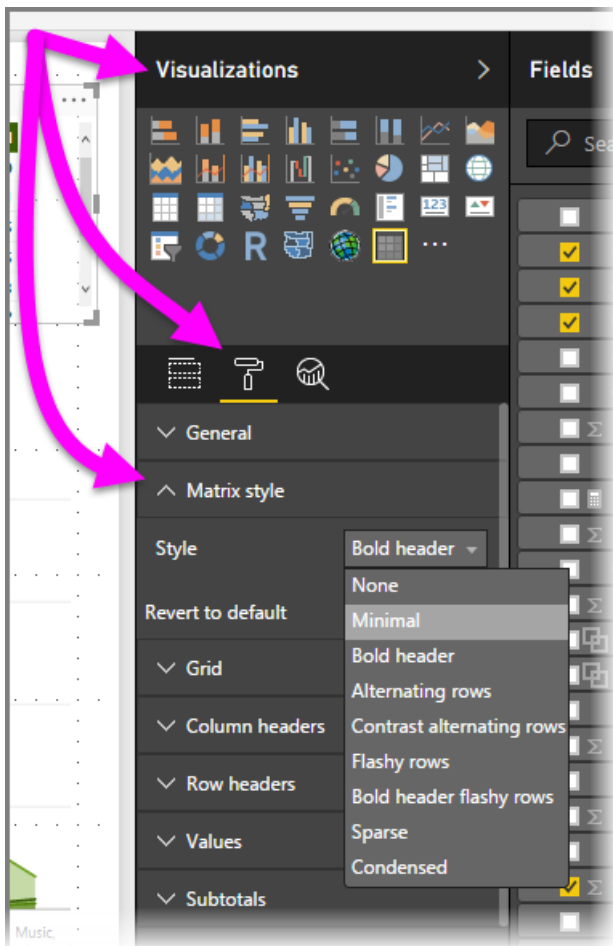 Visualizations
Fields
Sea
123
R
General
Matrix style
Style
Bold header
None
Revert to default
Minimal
Grid
Bold header
Alternating rows
Column headers
Contrast alternating rows
Flashy rows
Row headers
Bold header flashy rows
Values
Sparse
Condensed
Subtotals
Music.